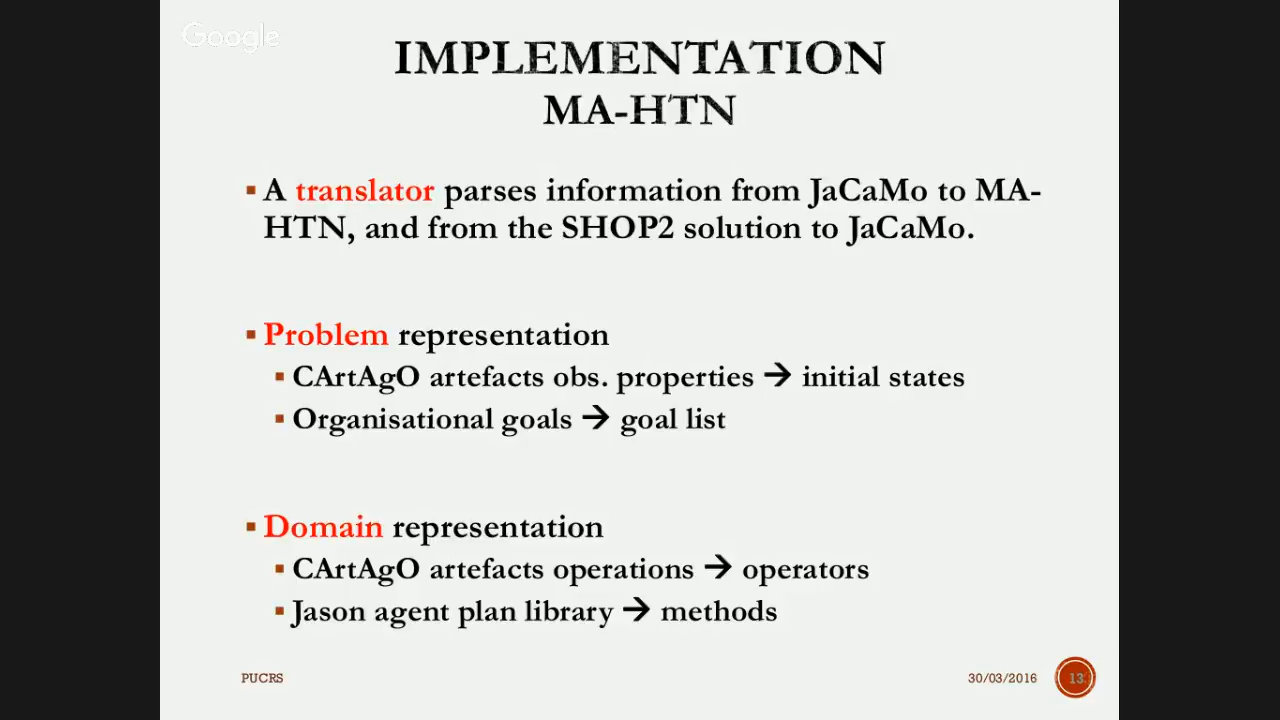 Google
IMPLEMENTATION
MA-HTN
▪ A translator parses information from JaCaMo to MA-
HTN, and from the SHOP2 solution to JaCaMo.
▪ Problem representation
▪ CArtAgO artefacts obs. properties → initial states
▪ Organisational goals → goal list
▪ Domain representation
▪ CArtAgO artefacts operations → operators
▪ Jason agent plan library → methods
PUCRS
30/03/2016
13